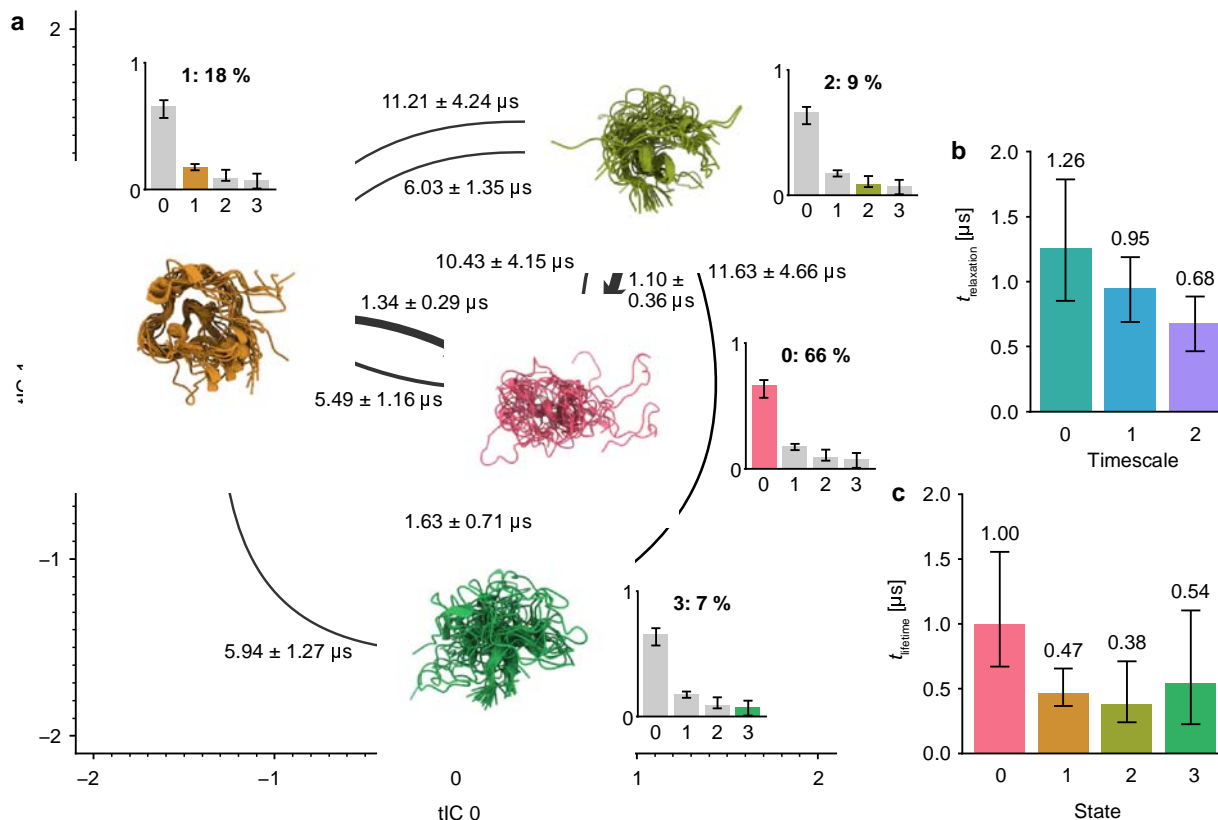 a
2
–1
–2
–2
–1
0
1
2
tIC 0
1
0
1: 18 %
0 1 2 3
11.21 ± 4.24 µs
6.03 ± 1.35 µs
1
0
2: 9 %
0 1 2 3
10.43 ± 4.15 µs
1.10 ±
0.36 µs
11.63 ± 4.66 µs
1.34 ± 0.29 µs
5.49 ± 1.16 µs
1
0
0: 66 %
0 1 2 3
1.63 ± 0.71 µs
5.94 ± 1.27 µs
1
0
3: 7 %
0 1 2 3
b
t relaxation [µs]
2.0
1.5
1.0
0.5
0.0
1.26
0.95
0.68
0 1 2
Timescale
c
t lifetime [µs]
2.0
1.5
1.0
0.5
0.0
1.00
0.47
0.38
0.54
0 1 2 3
State